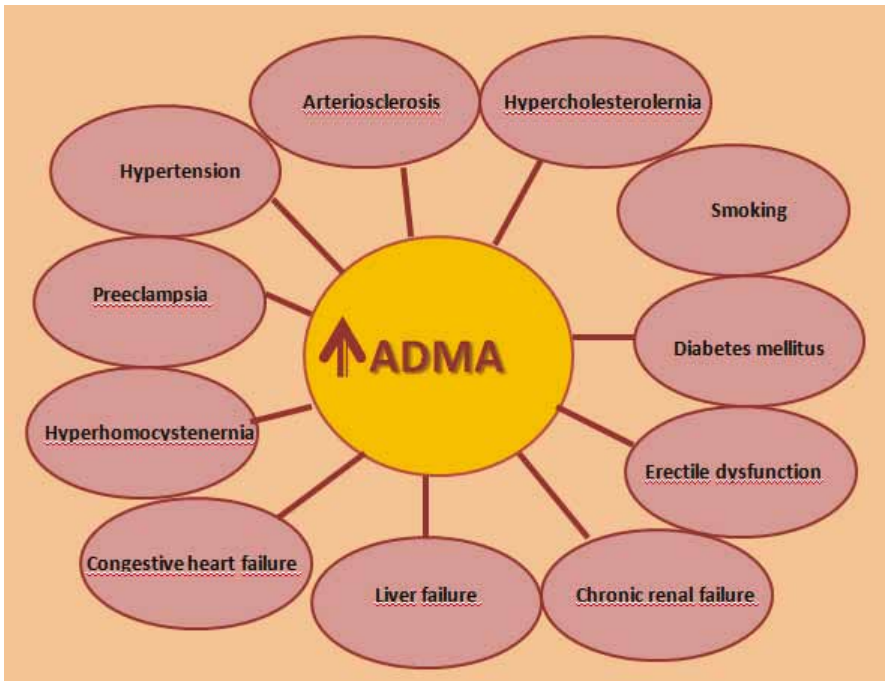 Arteriosclerosis
Hypercholesterolernia
Hypertension
Smoking
Preeclampsia
ADMA
Diabetes mellitus
Hyperhomocystenernia
Erectile dysfunction
Congestive heart failure
Liver failure
Chronic renal failure